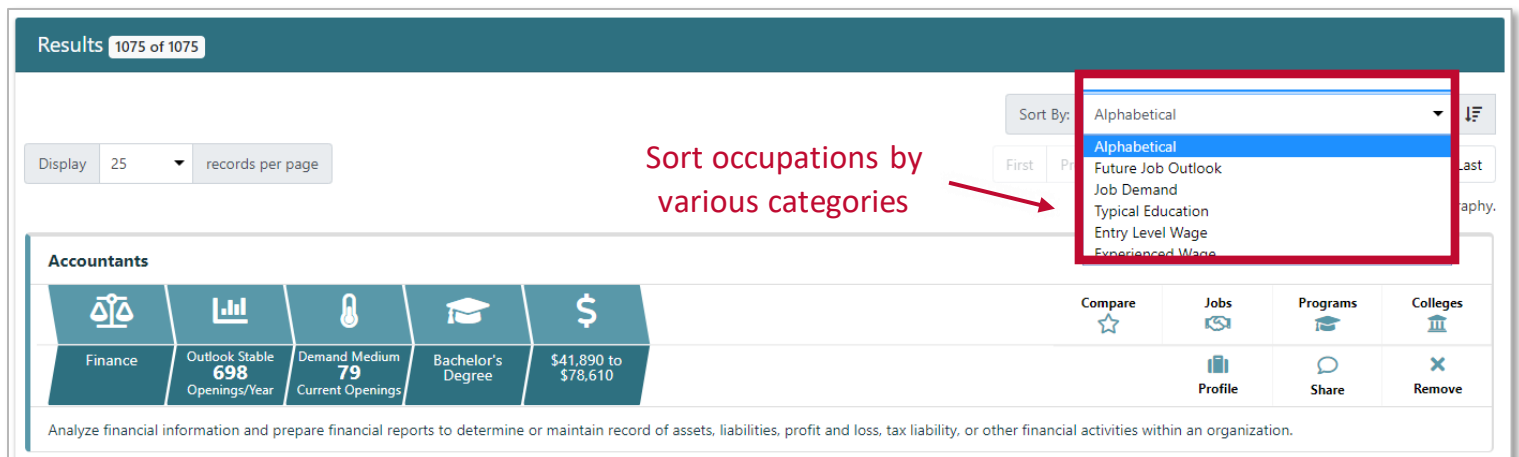 Results 1075 of 1075
Sort By: Alphabetical
Alphabetical
Future Job Outlook
Job Demand
Typical Education
Entry Level Wage
Experienced Wage
Display 25 records per page
Sort occupations by
various categories
First
Last
Accountants
Compare Jobs Programs Colleges
Finance
Outlook Stable
698
Openings/Year
Demand Medium
79
Current Openings
Bachelor's
Degree
$41,890 to
$78,610
Profile Share Remove
Analyze financial information and prepare financial reports to determine or maintain record of assets, liabilities, profit and loss, tax liability, or other financial activities within an organization.